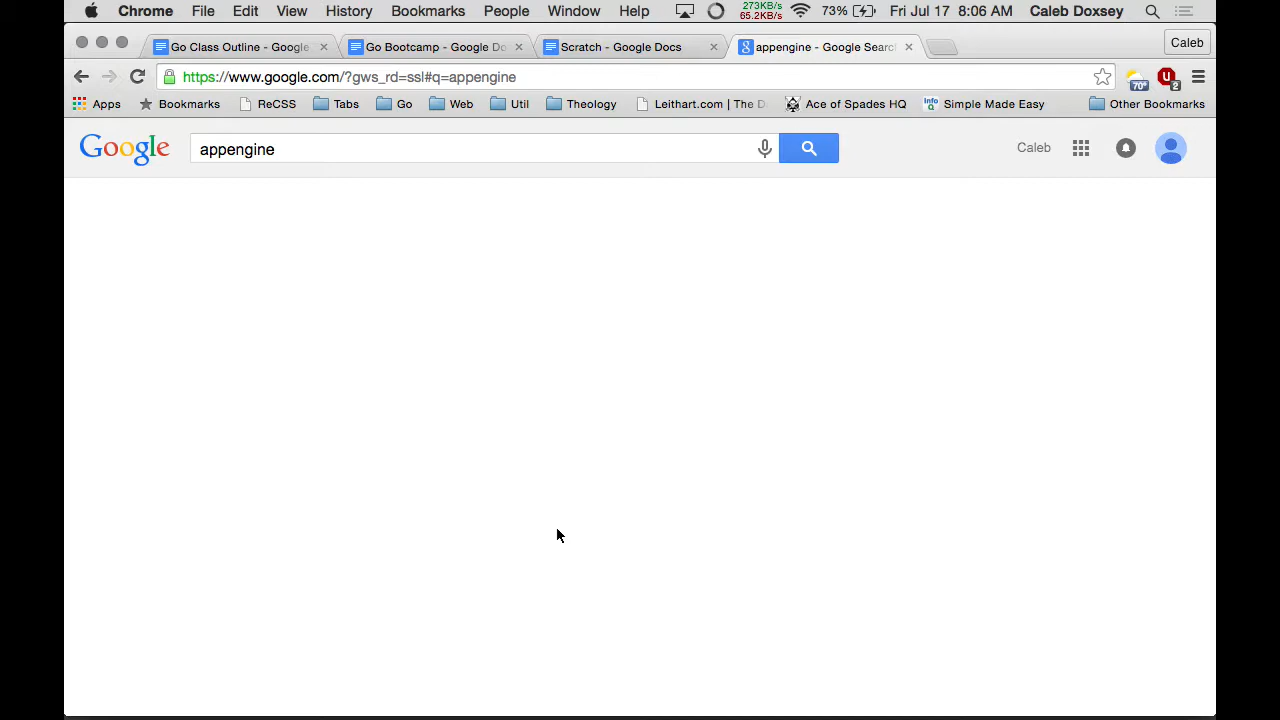 Chrome File Edit View History Bookmarks People Window Help 273KB/s 65.2KB/s 73% Fri Jul 17 8:06 AM Caleb Doxsey
Go Class Outline - Google Go Bootcamp - Google Do Scratch - Google Docs appengine - Google Searc Caleb
https://www.google.com/?gws_rd=ssl#q=appengine 70° 2
Apps Bookmarks ReCSS Tabs Go Web Util Theology Leithart.com | The D Ace of Spades HQ Info Q Simple Made Easy Other Bookmarks
Google appengine Caleb